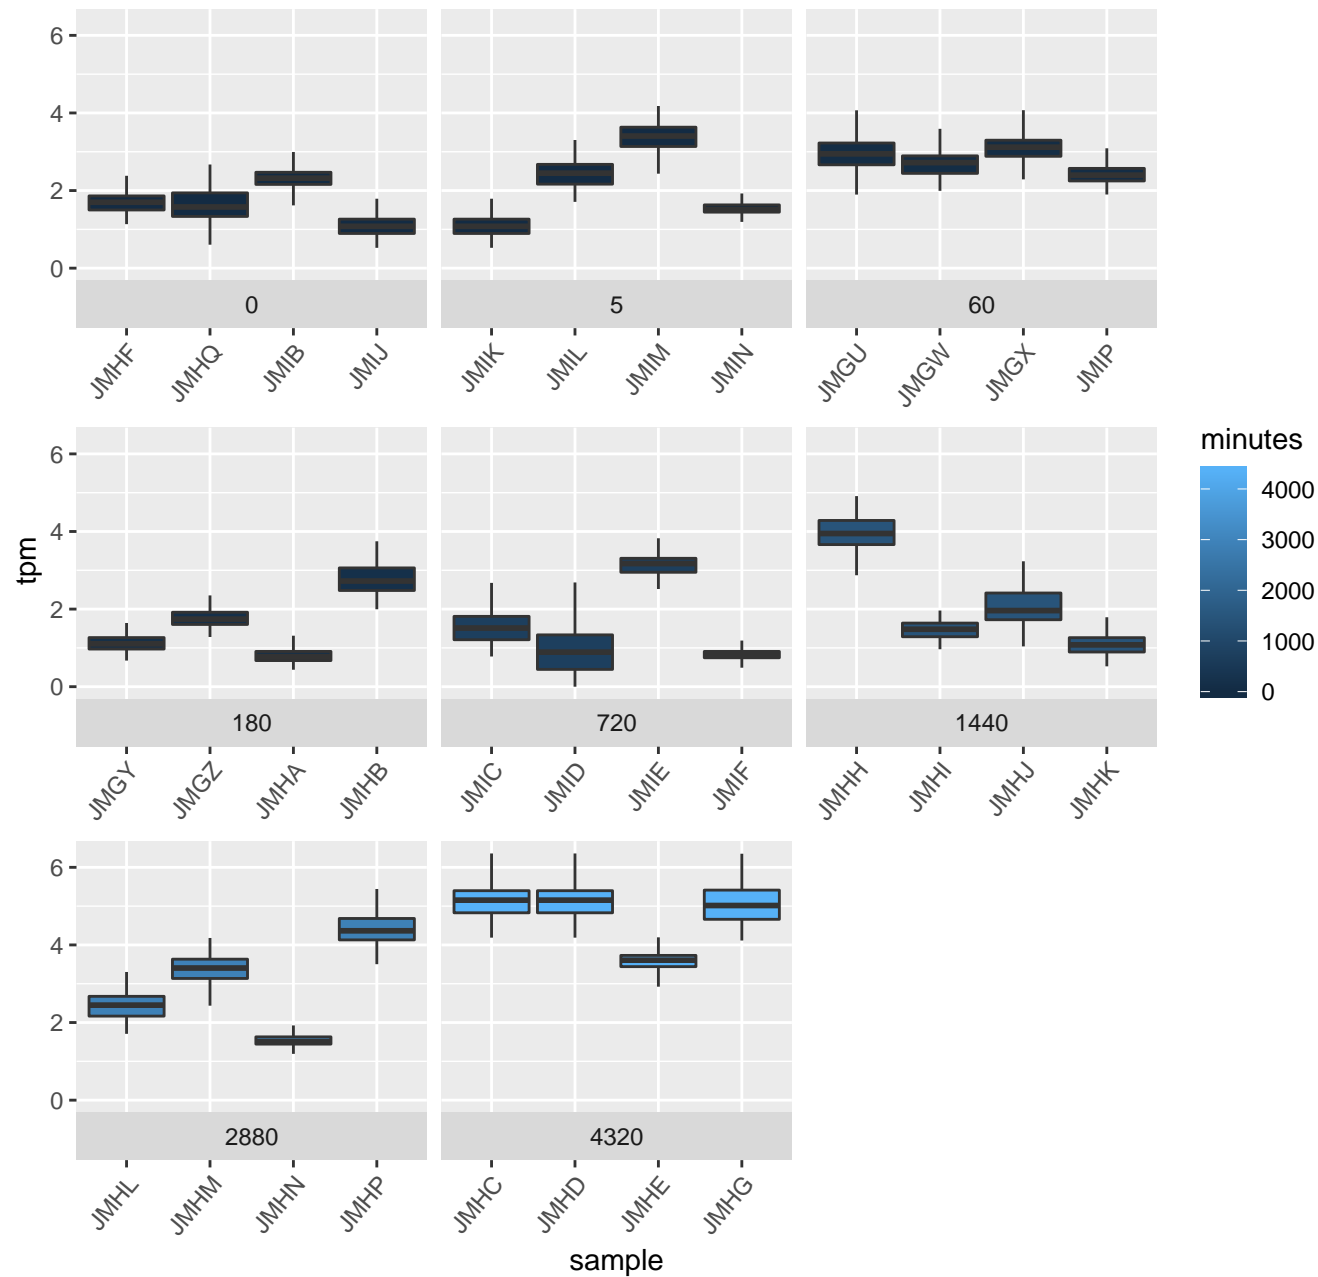 6
4
2
0
0
5
60
JMHF
JMHQ
JMIB
JMIJ
JMIK
JMIL
JMIM
JMIN
JMGU
JMGW
JMGX
JMIP
tpm
6
4
2
0
180
720
1440
JMGY
JMGZ
JMHA
JMHB
JMIC
JMID
JMIE
JMIF
JMHH
JMHI
JMHJ
JMHK
minutes
4000
3000
2000
1000
0
6
4
2
0
2880
4320
JMHL
JMHM
JMHN
JMHP
JMHC
JMHD
JMHE
JMHG
sample